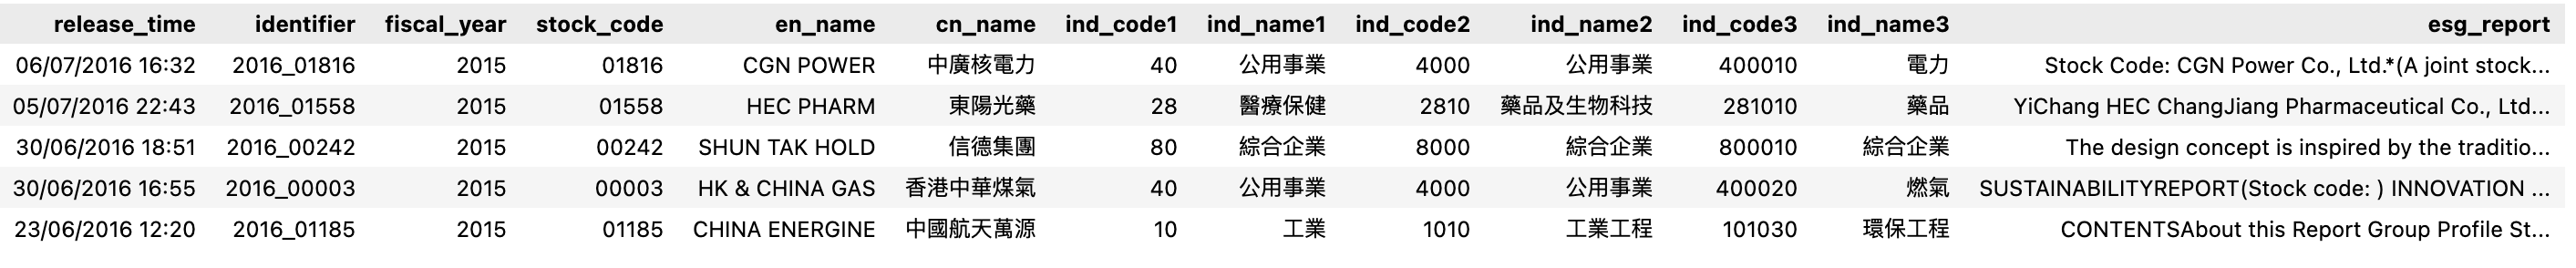 release_time identifier fiscal_year stock_code en_name cn_name ind_code1 ind_name1 ind_code2 ind_name2 ind_code3 ind_name3 esg_report
06/07/2016 16:32 2016_01816 2015 01816 CGN POWER 中廣核電力 40 公用事業 4000 公用事業 400010 電力 Stock Code: CGN Power Co., Ltd.*(A joint stock...
05/07/2016 22:43 2016_01558 2015 01558 HEC PHARM 東陽光藥 28 醫療保健 2810 藥品及生物科技 281010 藥品 YiChang HEC ChangJiang Pharmaceutical Co., Ltd...
30/06/2016 18:51 2016_00242 2015 00242 SHUN TAK HOLD 信德集團 80 綜合企業 8000 綜合企業 800010 綜合企業 The design concept is inspired by the traditio...
30/06/2016 16:55 2016_00003 2015 00003 HK & CHINA GAS 香港中華煤氣 40 公用事業 4000 公用事業 400020 燃氣 SUSTAINABILITYREPORT(Stock code: ) INNOVATION ...
23/06/2016 12:20 2016_01185 2015 01185 CHINA ENERGINE 中國航天萬源 10 工業 1010 工業工程 101030 環保工程 CONTENTSAbout this Report Group Profile St...